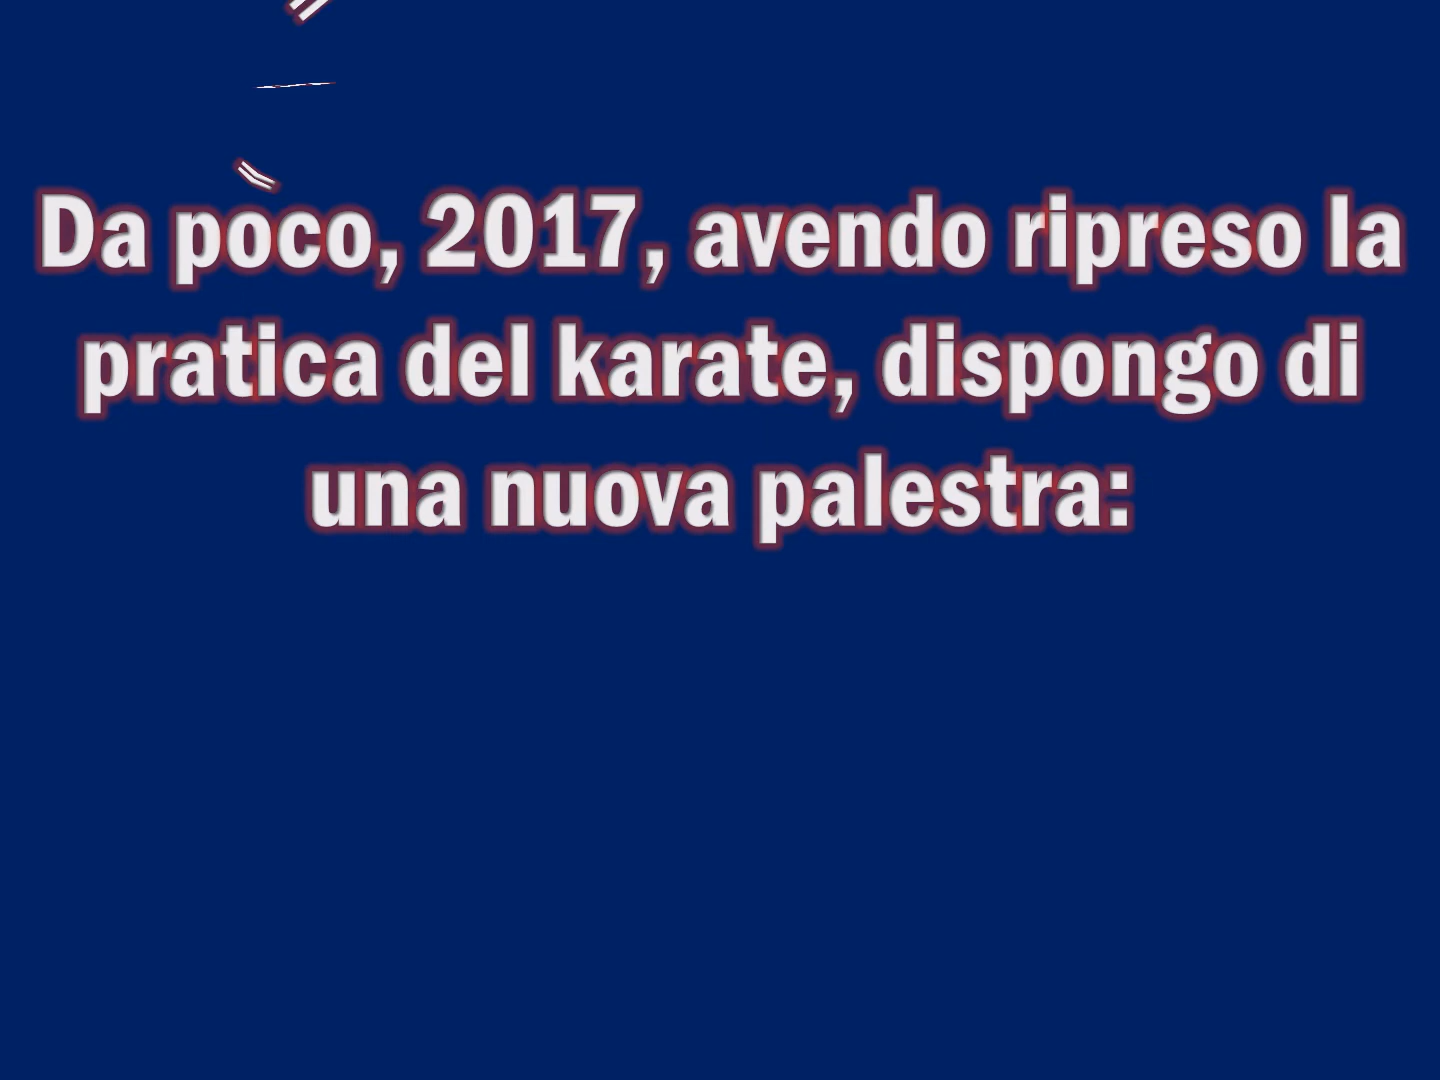 Da poco, 2017, avendo ripreso la
pratica del karate, dispongo di
una nuova palestra: